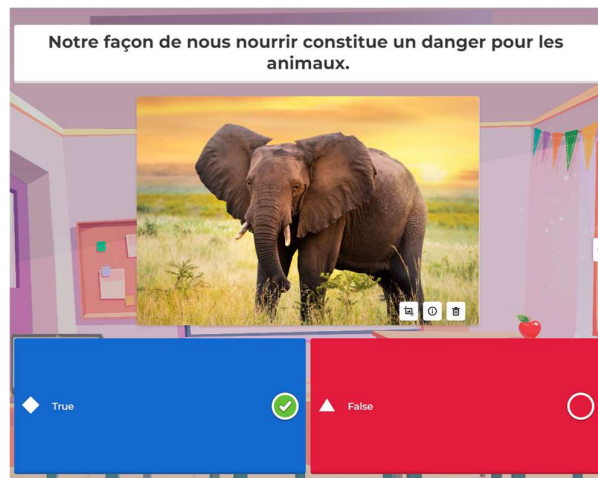 Notre façon de nous nourrir constitue un danger pour les
animaux.
True
False